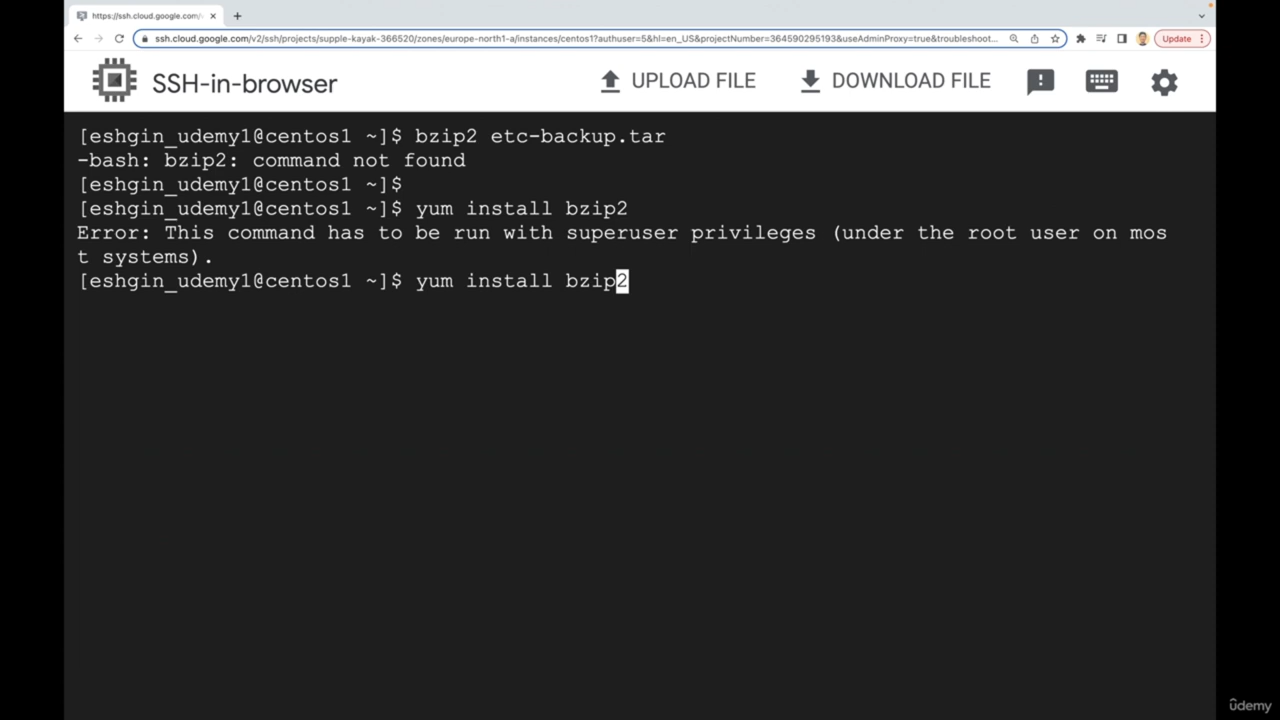 https://ssh.cloud.google.com/v
ssh.cloud.google.com/v2/ssh/projects/supple-kayak-366520/zones/europe-north1-a/instances/centos1?authuser=5&hl=en_US&projectNumber=364590295193&useAdminProxy=true&troubleshoot...
Update
SSH-in-browser
UPLOAD FILE
DOWNLOAD FILE
[eshgin_udemy1@centos1 ~]$ bzip2 etc-backup.tar
-bash: bzip2: command not found
[eshgin_udemy1@centos1 ~]$
[eshgin_udemy1@centos1 ~]$ yum install bzip2
Error: This command has to be run with superuser privileges (under the root user on mos
t systems).
[eshgin_udemy1@centos1 ~]$ yum install bzip2
udemy